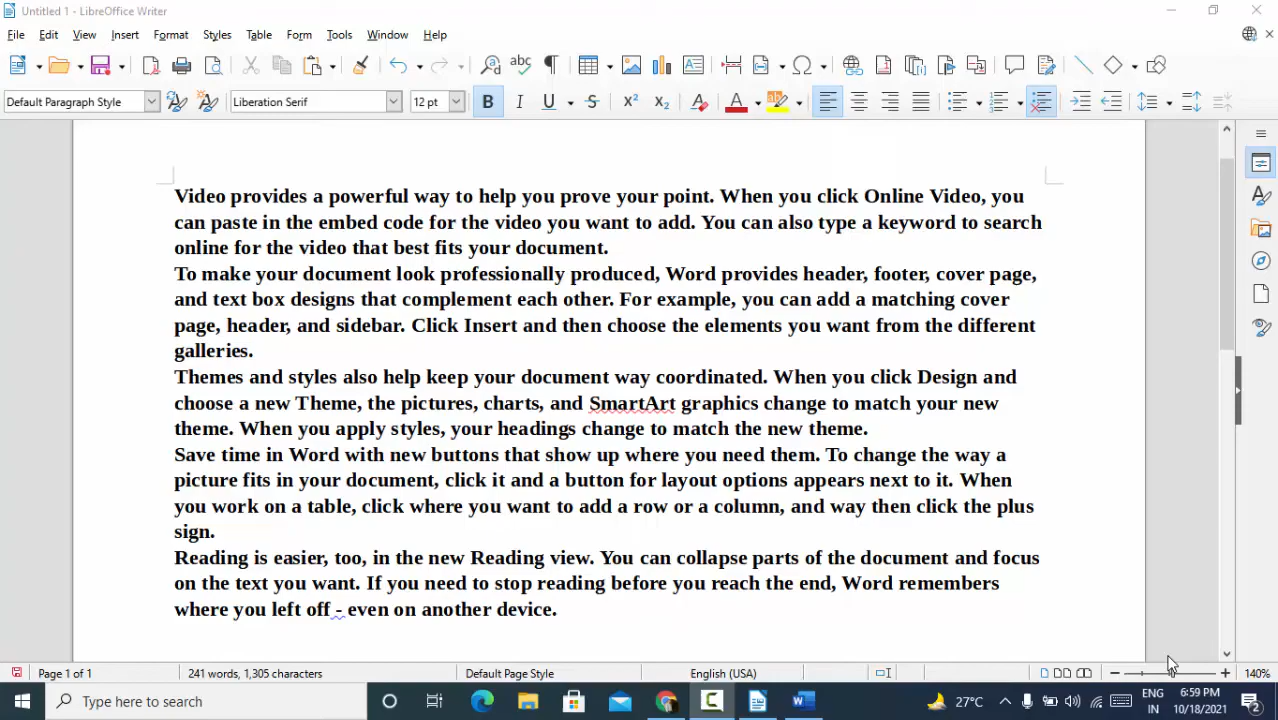 Untitled 1 - LibreOffice Writer
File Edit View Insert Format Styles Table Form Tools Window Help
Default Paragraph Style Liberation Serif 12 pt
Video provides a powerful way to help you prove your point. When you click Online Video, you
can paste in the embed code for the video you want to add. You can also type a keyword to search
online for the video that best fits your document.
To make your document look professionally produced, Word provides header, footer, cover page,
and text box designs that complement each other. For example, you can add a matching cover
page, header, and sidebar. Click Insert and then choose the elements you want from the different
galleries.
Themes and styles also help keep your document way coordinated. When you click Design and
choose a new Theme, the pictures, charts, and SmartArt graphics change to match your new
theme. When you apply styles, your headings change to match the new theme.
Save time in Word with new buttons that show up where you need them. To change the way a
picture fits in your document, click it and a button for layout options appears next to it. When
you work on a table, click where you want to add a row or a column, and way then click the plus
sign.
Reading is easier, too, in the new Reading view. You can collapse parts of the document and focus
on the text you want. If you need to stop reading before you reach the end, Word remembers
where you left off - even on another device.
Page 1 of 1 241 words, 1,305 characters Default Page Style English (USA) 140%
Type here to search 27°C ENG 6:59 PM
IN 10/18/2021 2